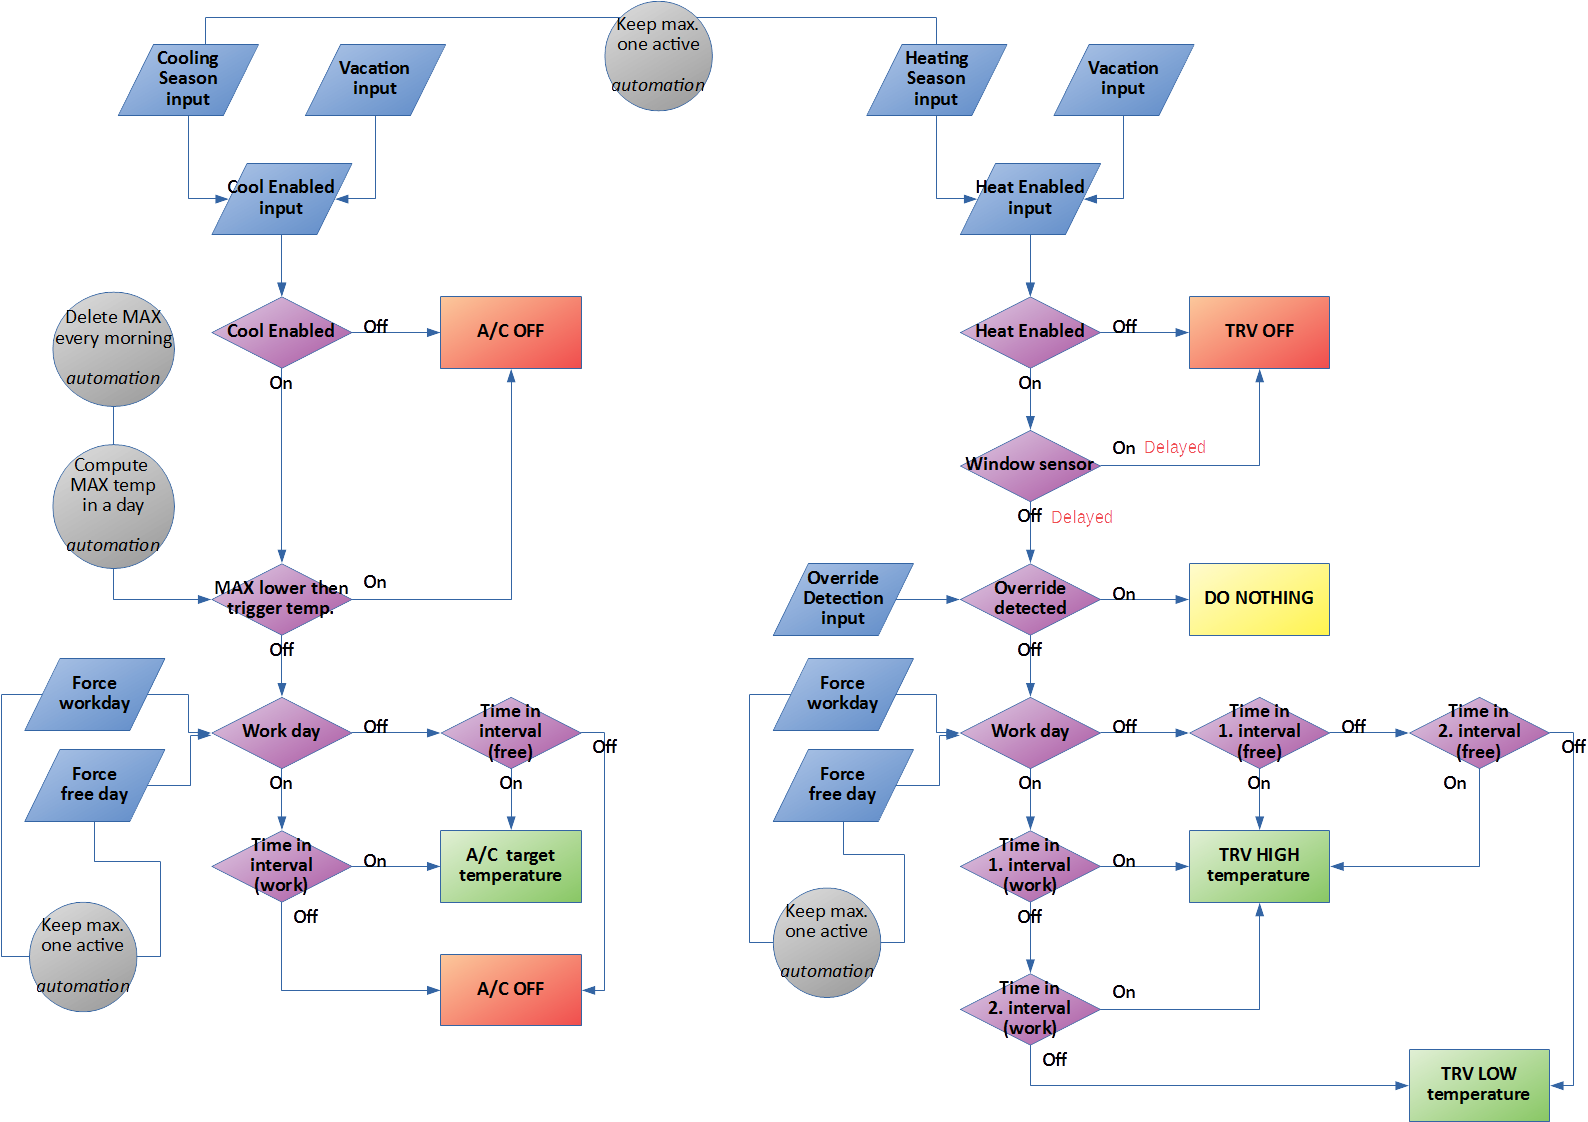 Keep max.
one active
automation
Cooling
Season
input
Vacation
input
Heating
Season
input
Vacation
input
Cool Enabled
input
Heat Enabled
input
Delete MAX
every morning
automation
Cool Enabled
Off
A/C OFF
On
Heat Enabled
Off
TRV OFF
On
Compute
MAX temp
in a day
automation
Window sensor
On Delayed
Off Delayed
MAX lower then
trigger temp.
On
Off
Override
Detection
input
Override
detected
On
DO NOTHING
Off
Force
workday
Force
free day
Work day
Off
On
Time in
interval
(free)
Off
On
Time in
interval
(work)
On
Off
A/C target
temperature
Keep max.
one active
automation
A/C OFF
Force
workday
Force
free day
Work day
Off
On
Time in
1. interval
(free)
Off
On
Time in
2. interval
(free)
Off
On
Time in
1. interval
(work)
On
Off
TRV HIGH
temperature
Keep max.
one active
automation
Time in
2. interval
(work)
On
Off
TRV LOW
temperature